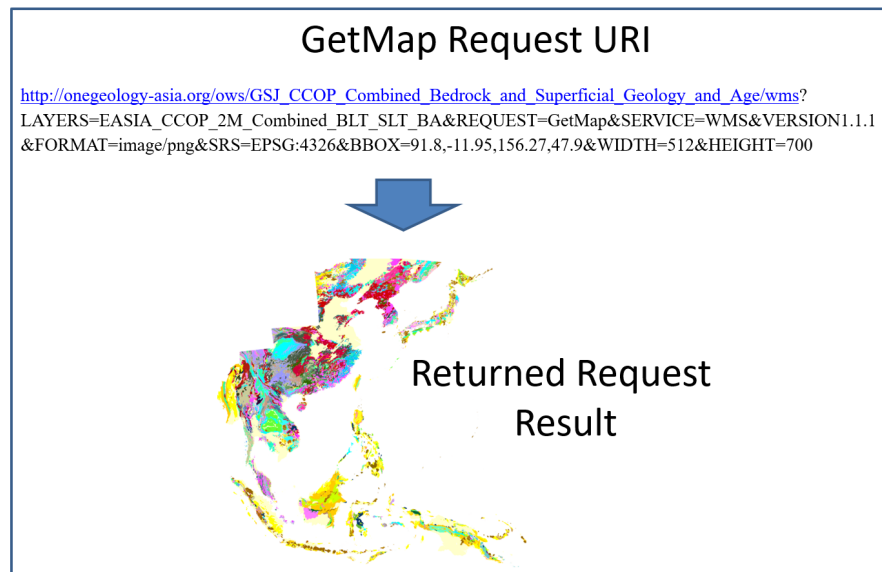 GetMap Request URI
http://onegeology-asia.org/ows/GSJ_CCOP_Combined_Bedrock_and_Superficial_Geology_and_Age/wms?
LAYERS=EASIA_CCOP_2M_Combined_BLT_SLT_BA&REQUEST=GetMap&SERVICE=WMS&VERSION1.1.1
&FORMAT=image/png&SRS=EPSG:4326&BBOX=91.8,-11.95,156.27,47.9&WIDTH=512&HEIGHT=700
Returned Request
Result